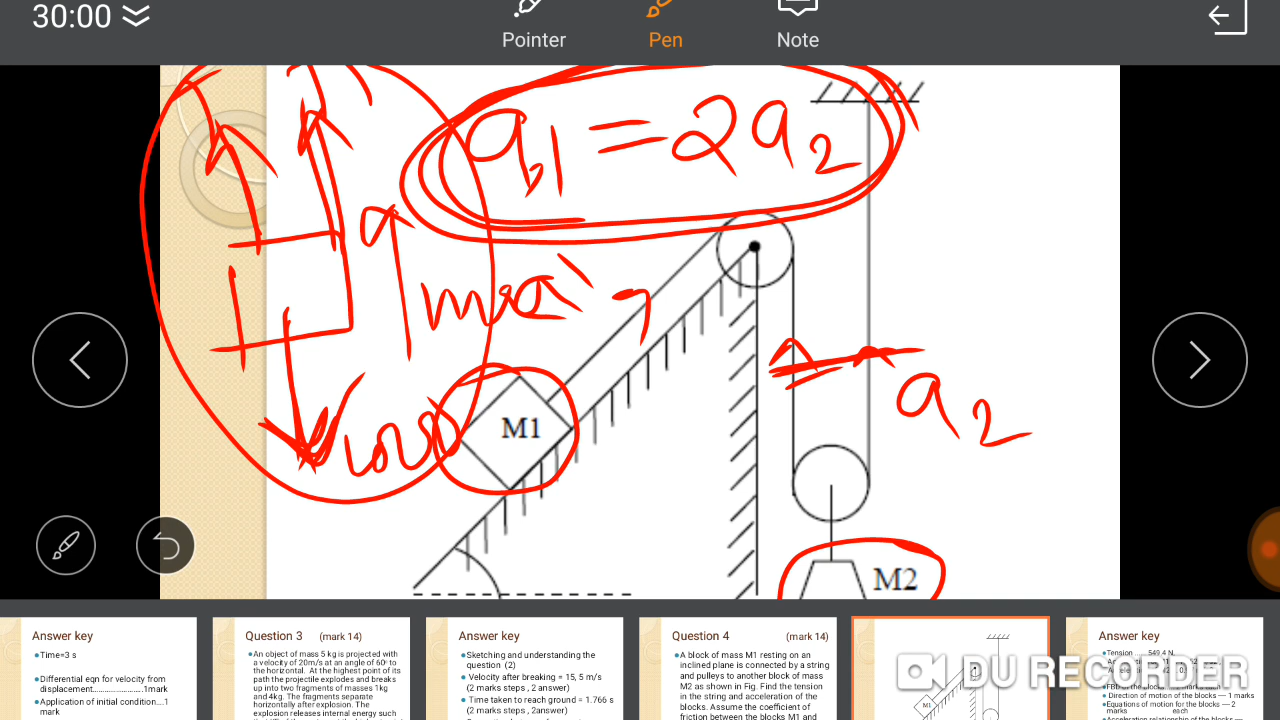 30:00
Pointer
Pen
Note
a1 = 2a2
M1
a2
M2
Answer key
Time=3 s
Differential eqn for velocity from
displacement........................1mark
Application of initial condition....1
mark
Question 3 (mark 14)
An object of mass 5 kg is projected
with a velocity of 20m/s at an angle of 60º to
the horizontal. At the highest point of its
path the projectile explodes and breaks
up into two fragments of masses 1kg
and 4kg. The fragments separate
horizontally after explosion. The
explosion releases internal energy such
Answer key
Sketching and understanding the
question (2)
Velocity after breaking = 15, 5 m/s
(2 marks steps , 2 answer)
Time taken to reach ground = 1.766 s
(2 marks steps , 2answer)
Question 4 (mark 14)
A block of mass M1 resting on an
inclined plane is connected by a string
and pulleys to another block of mass
M2 as shown in Fig. Find the tension
in the string and acceleration of the
blocks. Assume the coefficient of
friction between the blocks M1 and
M1
Answer key
Tension 549.4 N.
Direction of motion of the blocks — 1 marks
Equations of motion for the blocks — 2
marks each
DU RECORDER